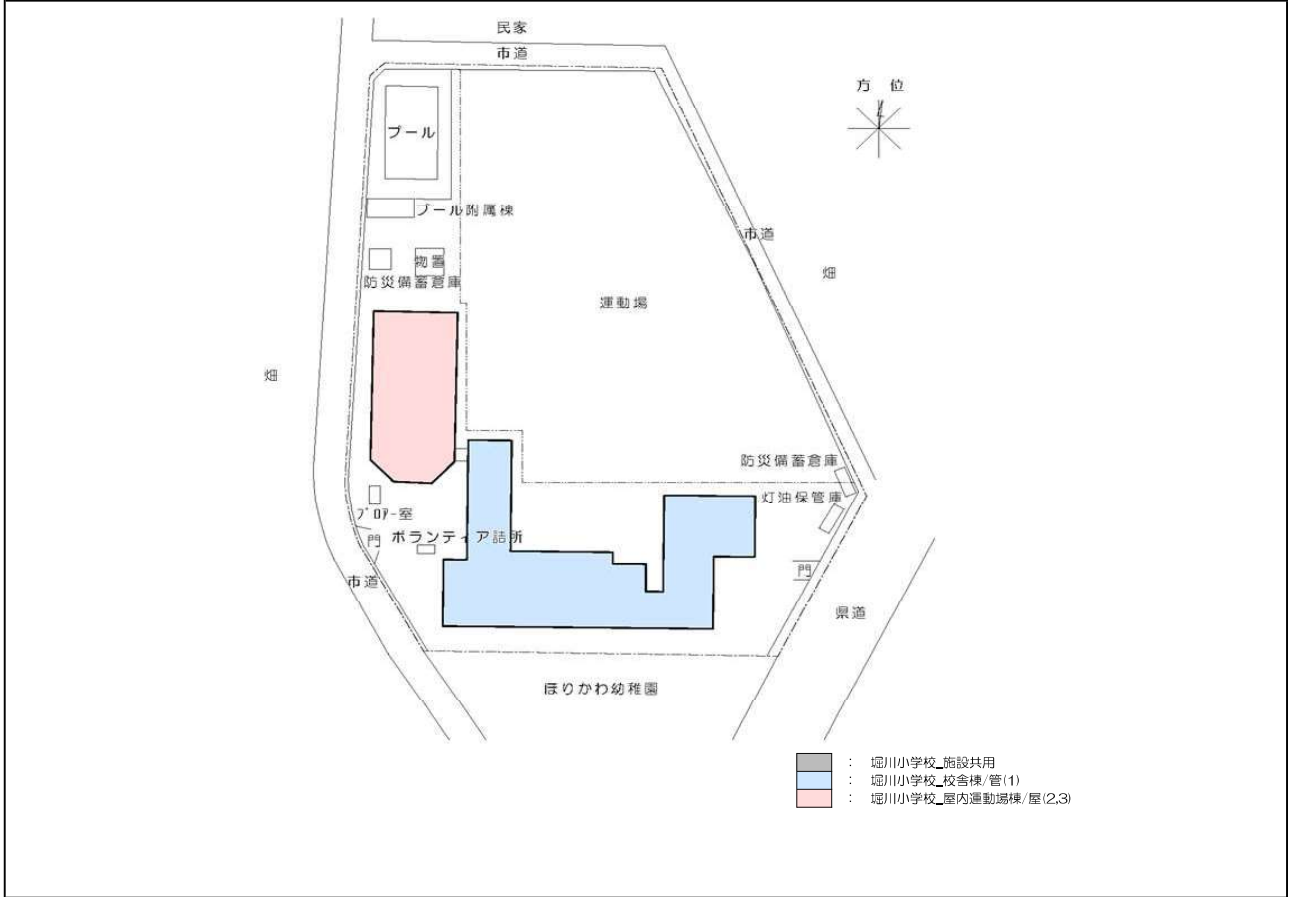 民家
市道
方 位
プール
プール附属棟
市道
物置
畑
防災備蓄倉庫
運動場
畑
防災備蓄倉庫
灯油保管庫
ブロアー室
ボランティア詰所
門
門
市道
県道
ほりかわ幼稚園
： 堀川小学校_施設共用
： 堀川小学校_校舎棟/管(1)
： 堀川小学校_屋内運動場棟/屋(2,3)